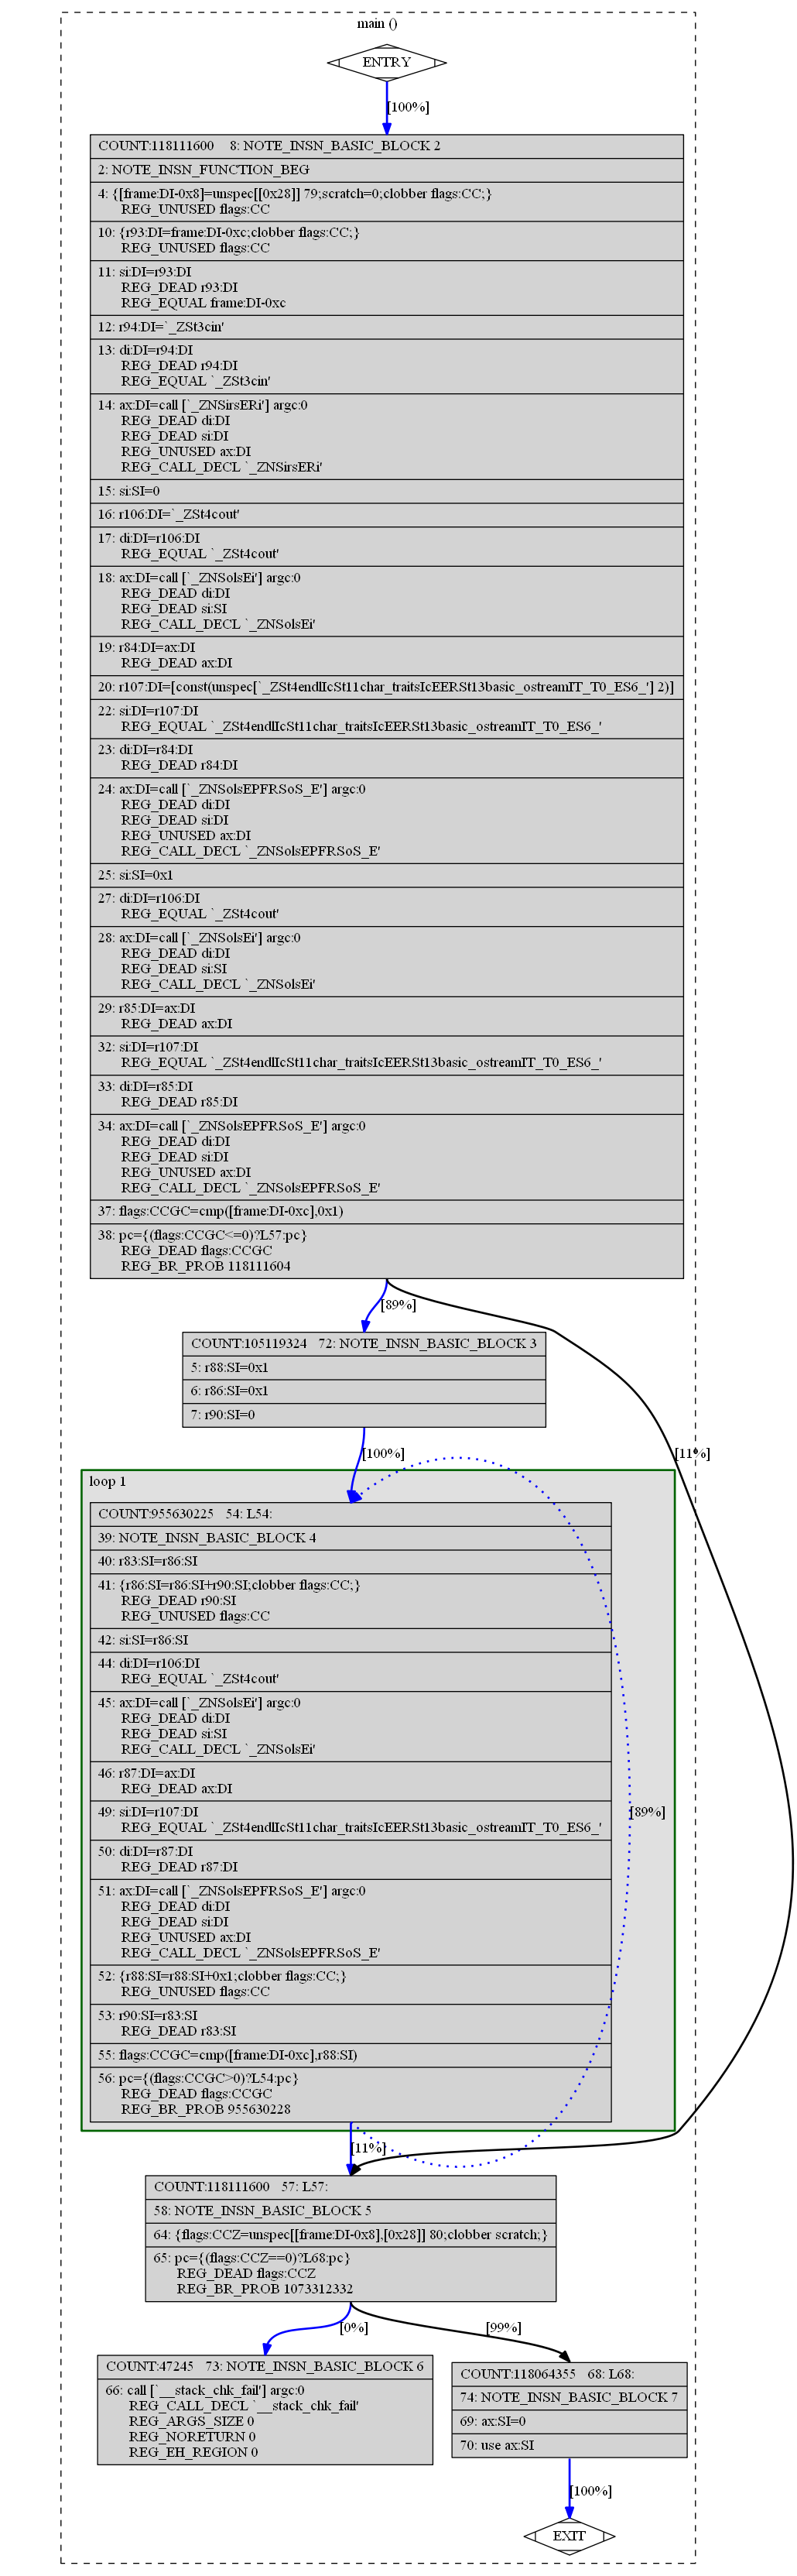 main ()
ENTRY
[100%]
COUNT:118111600 8: NOTE_INSN_BASIC_BLOCK 2
2: NOTE_INSN_FUNCTION_BEG
4: {[frame:DI-0x8]=unspec[[0x28]] 79;scratch=0;clobber flags:CC;}
REG_UNUSED flags:CC
10: {r93:DI=frame:DI-0xc;clobber flags:CC;}
REG_UNUSED flags:CC
11: si:DI=r93:DI
REG_DEAD r93:DI
REG_EQUAL frame:DI-0xc
12: r94:DI=`_ZSt3cin'
13: di:DI=r94:DI
REG_DEAD r94:DI
REG_EQUAL `_ZSt3cin'
14: ax:DI=call [`_ZNSirsERi'] argc:0
REG_DEAD di:DI
REG_DEAD si:DI
REG_UNUSED ax:DI
REG_CALL_DECL `_ZNSirsERi'
15: si:SI=0
16: r106:DI=`_ZSt4cout'
17: di:DI=r106:DI
REG_EQUAL `_ZSt4cout'
18: ax:DI=call [`_ZNSolsEi'] argc:0
REG_DEAD di:DI
REG_DEAD si:SI
REG_CALL_DECL `_ZNSolsEi'
19: r84:DI=ax:DI
REG_DEAD ax:DI
20: r107:DI=[const(unspec[`_ZSt4endlIcSt11char_traitsIcEERSt13basic_ostreamIT_T0_ES6_'] 2)]
22: si:DI=r107:DI
REG_EQUAL `_ZSt4endlIcSt11char_traitsIcEERSt13basic_ostreamIT_T0_ES6_'
23: di:DI=r84:DI
REG_DEAD r84:DI
24: ax:DI=call [`_ZNSolsEPFRSoS_E'] argc:0
REG_DEAD di:DI
REG_DEAD si:DI
REG_UNUSED ax:DI
REG_CALL_DECL `_ZNSolsEPFRSoS_E'
25: si:SI=0x1
27: di:DI=r106:DI
REG_EQUAL `_ZSt4cout'
28: ax:DI=call [`_ZNSolsEi'] argc:0
REG_DEAD di:DI
REG_DEAD si:SI
REG_CALL_DECL `_ZNSolsEi'
29: r85:DI=ax:DI
REG_DEAD ax:DI
32: si:DI=r107:DI
REG_EQUAL `_ZSt4endlIcSt11char_traitsIcEERSt13basic_ostreamIT_T0_ES6_'
33: di:DI=r85:DI
REG_DEAD r85:DI
34: ax:DI=call [`_ZNSolsEPFRSoS_E'] argc:0
REG_DEAD di:DI
REG_DEAD si:DI
REG_UNUSED ax:DI
REG_CALL_DECL `_ZNSolsEPFRSoS_E'
37: flags:CCGC=cmp([frame:DI-0xc],0x1)
38: pc={(flags:CCGC<=0)?L57:pc}
REG_DEAD flags:CCGC
REG_BR_PROB 118111604
[89%]
COUNT:105119324 72: NOTE_INSN_BASIC_BLOCK 3
5: r88:SI=0x1
6: r86:SI=0x1
7: r90:SI=0
[100%]
[11%]
loop 1
COUNT:955630225 54: L54:
39: NOTE_INSN_BASIC_BLOCK 4
40: r83:SI=r86:SI
41: {r86:SI=r86:SI+r90:SI;clobber flags:CC;}
REG_DEAD r90:SI
REG_UNUSED flags:CC
42: si:SI=r86:SI
44: di:DI=r106:DI
REG_EQUAL `_ZSt4cout'
45: ax:DI=call [`_ZNSolsEi'] argc:0
REG_DEAD di:DI
REG_DEAD si:SI
REG_CALL_DECL `_ZNSolsEi'
46: r87:DI=ax:DI
REG_DEAD ax:DI
49: si:DI=r107:DI
REG_EQUAL `_ZSt4endlIcSt11char_traitsIcEERSt13basic_ostreamIT_T0_ES6_'
[89%]
50: di:DI=r87:DI
REG_DEAD r87:DI
51: ax:DI=call [`_ZNSolsEPFRSoS_E'] argc:0
REG_DEAD di:DI
REG_DEAD si:DI
REG_UNUSED ax:DI
REG_CALL_DECL `_ZNSolsEPFRSoS_E'
52: {r88:SI=r88:SI+0x1;clobber flags:CC;}
REG_UNUSED flags:CC
53: r90:SI=r83:SI
REG_DEAD r83:SI
55: flags:CCGC=cmp([frame:DI-0xc],r88:SI)
56: pc={(flags:CCGC>0)?L54:pc}
REG_DEAD flags:CCGC
REG_BR_PROB 955630228
[11%]
COUNT:118111600 57: L57:
58: NOTE_INSN_BASIC_BLOCK 5
64: {flags:CCZ=unspec[[frame:DI-0x8],[0x28]] 80;clobber scratch;}
65: pc={(flags:CCZ==0)?L68:pc}
REG_DEAD flags:CCZ
REG_BR_PROB 1073312332
[0%]
[99%]
COUNT:47245 73: NOTE_INSN_BASIC_BLOCK 6
66: call [`__stack_chk_fail'] argc:0
REG_CALL_DECL `__stack_chk_fail'
REG_ARGS_SIZE 0
REG_NORETURN 0
REG_EH_REGION 0
COUNT:118064355 68: L68:
74: NOTE_INSN_BASIC_BLOCK 7
69: ax:SI=0
70: use ax:SI
[100%]
EXIT